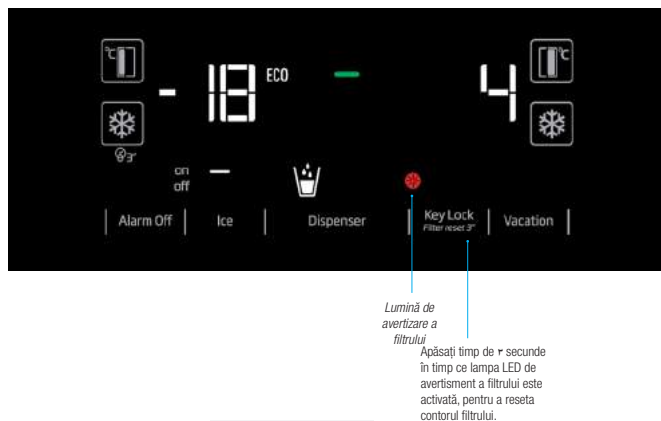 °C °C
- 18 ECO 4
3"
on
off
Alarm Off Ice Dispenser Key Lock Vacation
Filter reset 3"
Lumină de
avertizare a
filtrului
Apăsați timp de ٣ secunde
în timp ce lampa LED de
avertisment a filtrului este
activată, pentru a reseta
contorul filtrului.